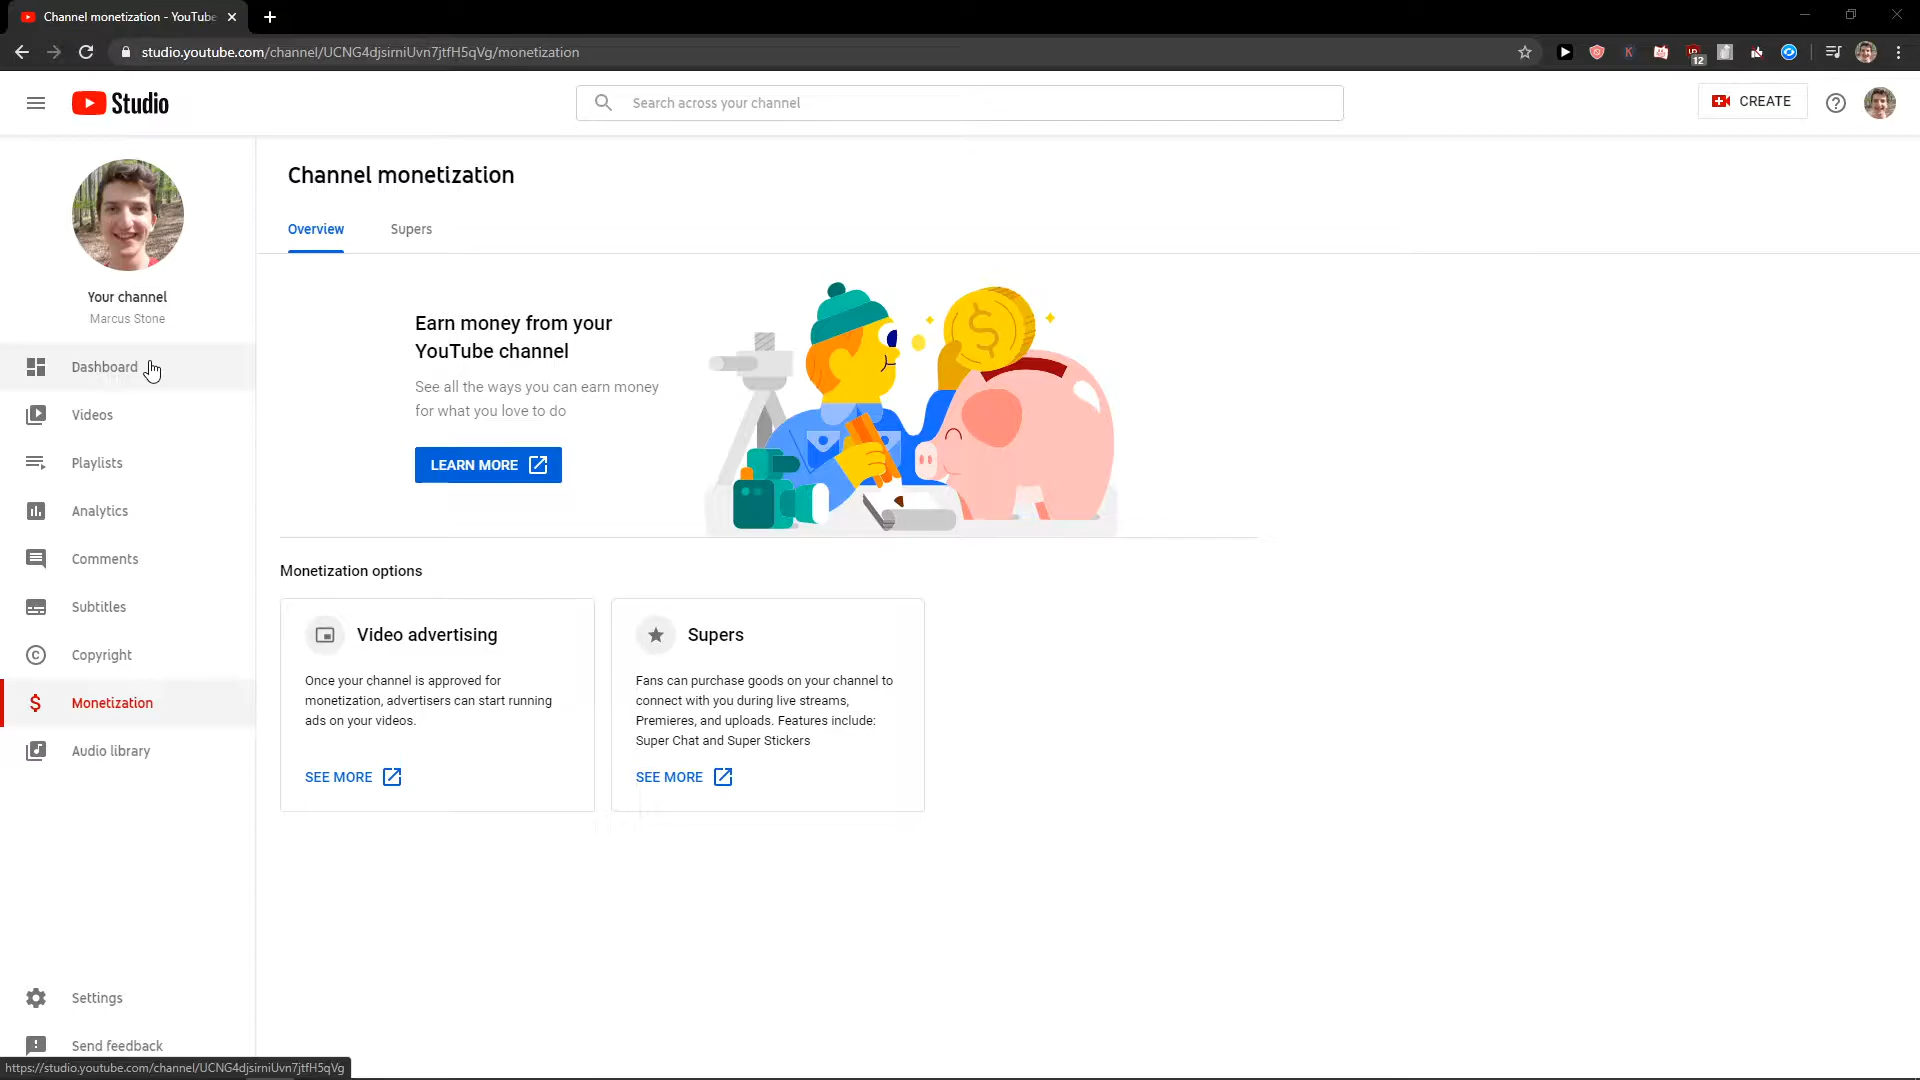 Channel monetization - YouTube
studio.youtube.com/channel/UCNG4djsirniUvn7jtfH5qVg/monetization
12
Studio
Search across your channel
CREATE
Your channel
Marcus Stone
Dashboard
Videos
Playlists
Analytics
Comments
Subtitles
Copyright
Monetization
Audio library
Settings
Send feedback
Channel monetization
Overview
Supers
Earn money from your
YouTube channel
See all the ways you can earn money
for what you love to do
LEARN MORE
Monetization options
Video advertising
Once your channel is approved for
monetization, advertisers can start running
ads on your videos.
SEE MORE
Supers
Fans can purchase goods on your channel to
connect with you during live streams,
Premieres, and uploads. Features include:
Super Chat and Super Stickers
SEE MORE
https://studio.youtube.com/channel/UCNG4djsirniUvn7jtfH5qVg